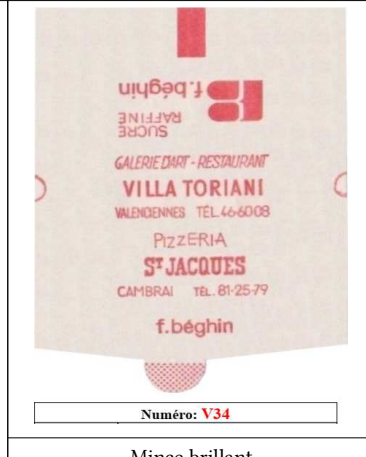 f.béghin
SUCRE
RAFFINE
GALERIE D'ART - RESTAURANT
VILLA TORIANI
VALENCIENNES TÉL. 46-60 08
PIZZERIA
ST JACQUES
CAMBRAI TEL. 81-25-79
f.béghin
Numéro: V34
Mince brillant